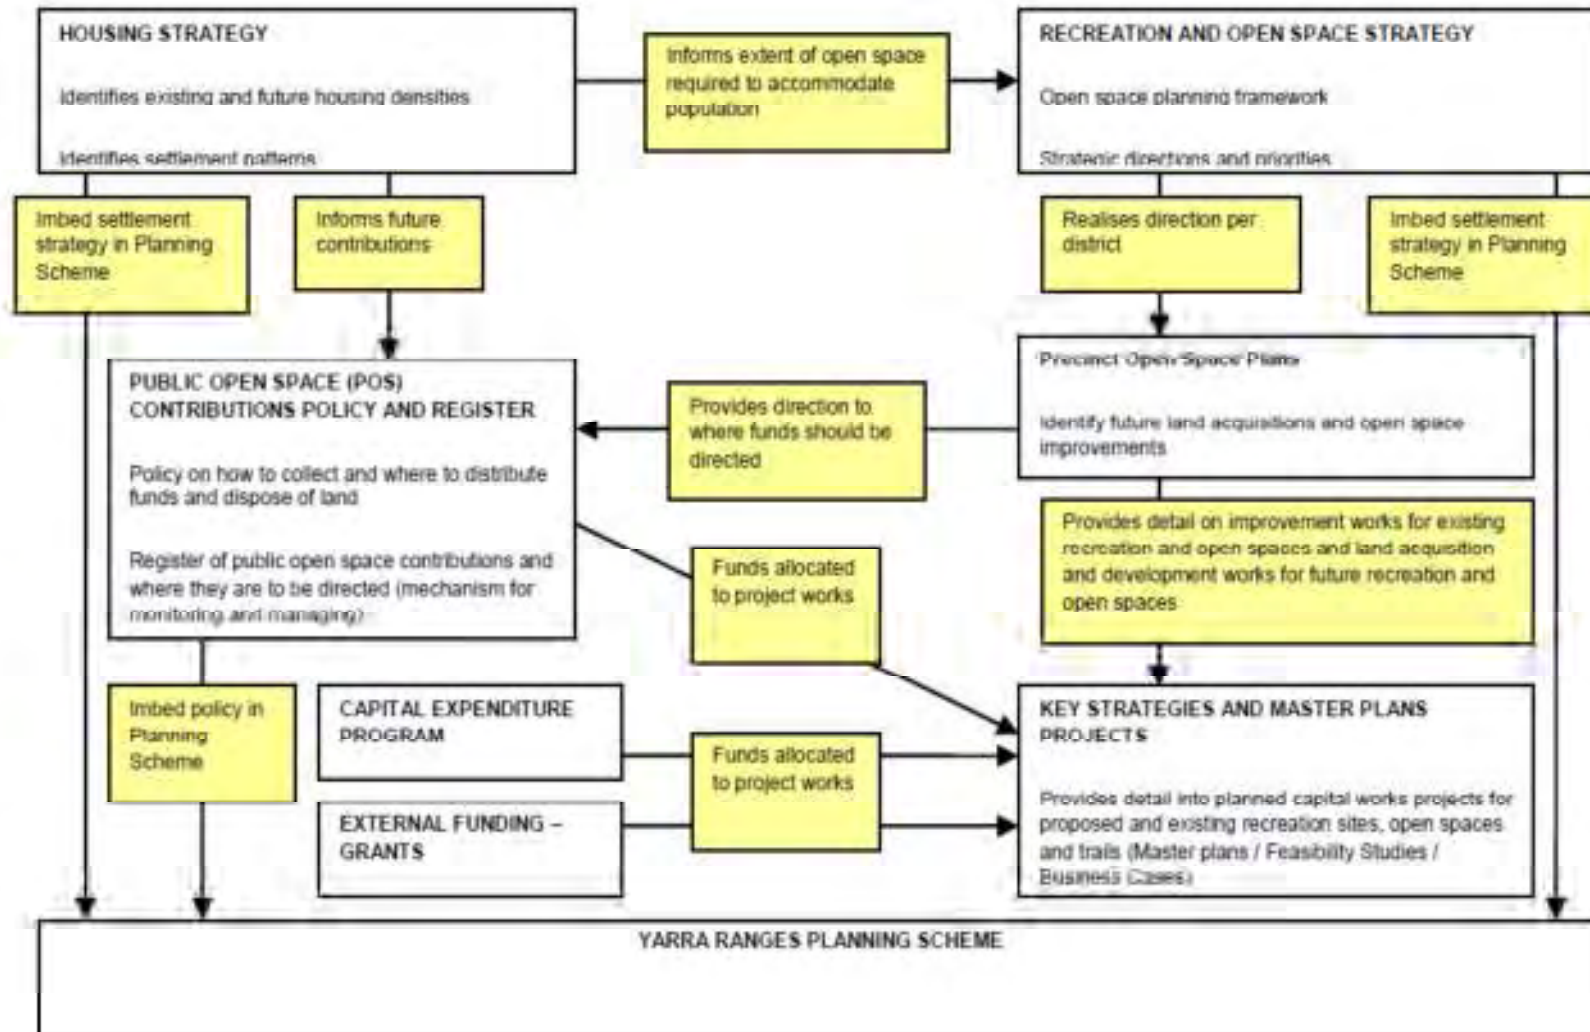 HOUSING STRATEGY
Identifies existing and future housing densities
Identifies settlement patterns
Informs extent of open space
required to accommodate
population
RECREATION AND OPEN SPACE STRATEGY
Open space planning framework
Strategic directions and priorities
Imbed settlement
strategy in Planning
Scheme
Informs future
contributions
Realises direction per
district
Imbed settlement
strategy in Planning
Scheme
PUBLIC OPEN SPACE (POS)
CONTRIBUTIONS POLICY AND REGISTER
Policy on how to collect and where to distribute
funds and dispose of land
Register of public open space contributions and
where they are to be directed (mechanism for
monitoring and managing)
Provides direction to
where funds should be
directed
Precinct Open Space Plans
Identify future land acquisitions and open space
improvements
Provides detail on improvement works for existing
recreation and open spaces and land acquisition
and development works for future recreation and
open spaces
Funds allocated
to project works
Imbed policy in
Planning
Scheme
CAPITAL EXPENDITURE
PROGRAM
EXTERNAL FUNDING –
GRANTS
Funds allocated
to project works
KEY STRATEGIES AND MASTER PLANS
PROJECTS
Provides detail into planned capital works projects for
proposed and existing recreation sites, open spaces
and trails (Master plans / Feasibility Studies /
Business Cases)
YARRA RANGES PLANNING SCHEME